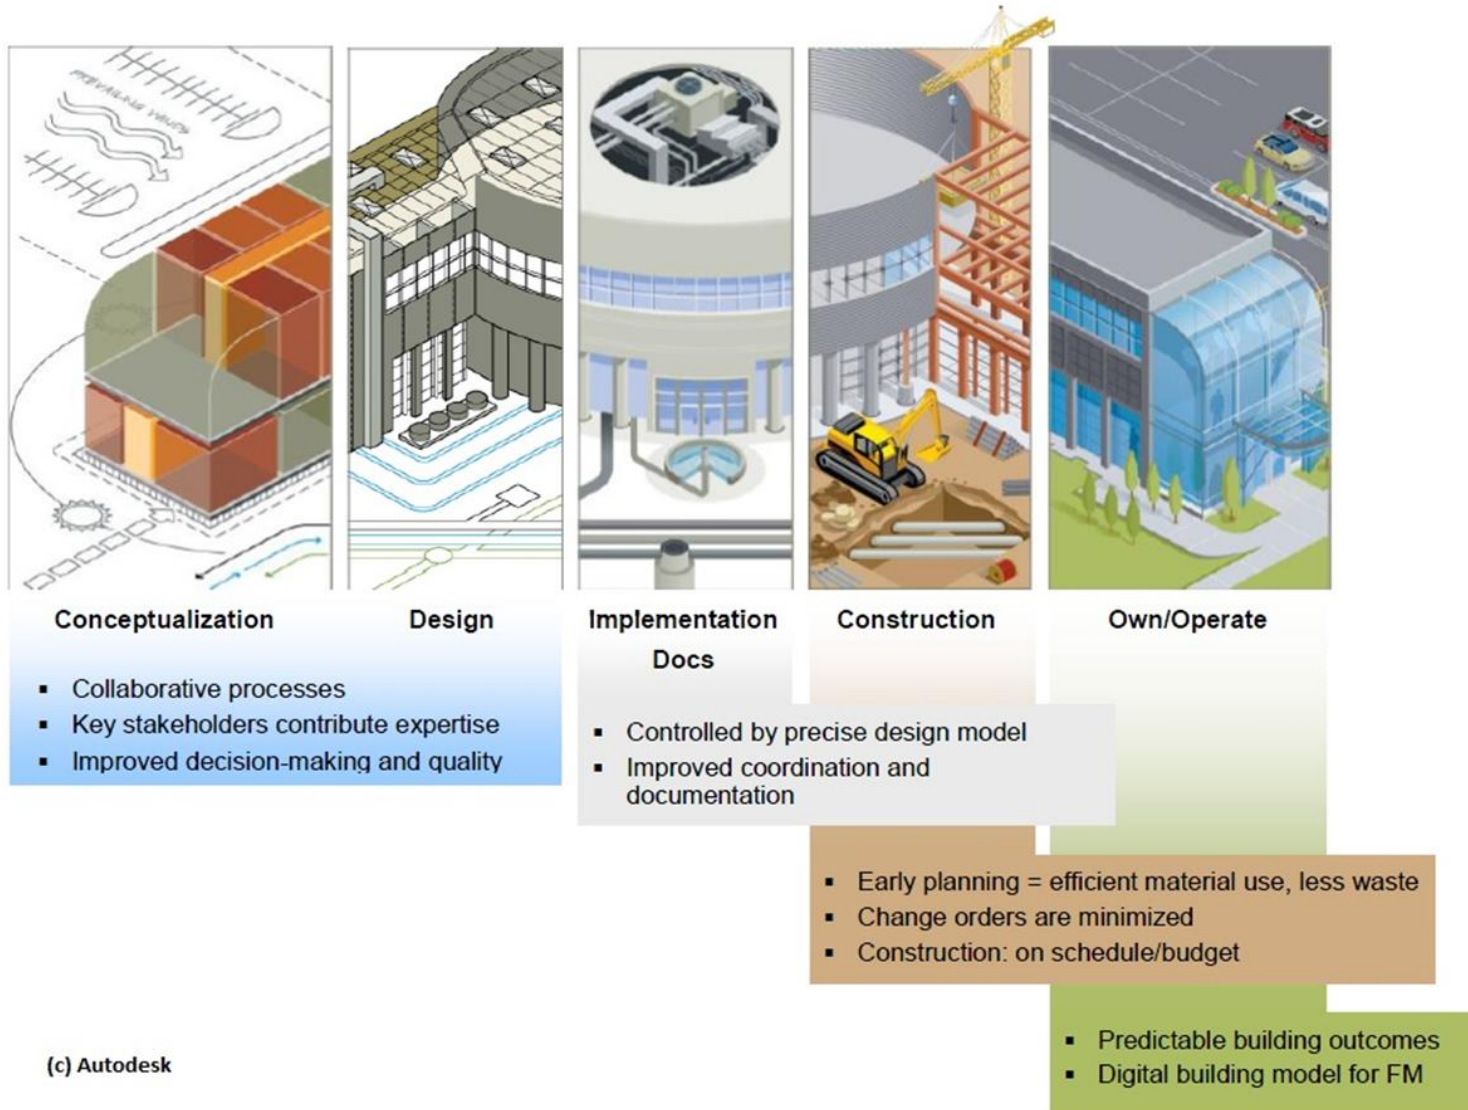 PREVAILING WINDS
Conceptualization
Design
Implementation
Docs
Construction
Own/Operate
▪ Collaborative processes
▪ Key stakeholders contribute expertise
▪ Improved decision-making and quality
▪ Controlled by precise design model
▪ Improved coordination and
documentation
▪ Early planning = efficient material use, less waste
▪ Change orders are minimized
▪ Construction: on schedule/budget
▪ Predictable building outcomes
▪ Digital building model for FM
(c) Autodesk